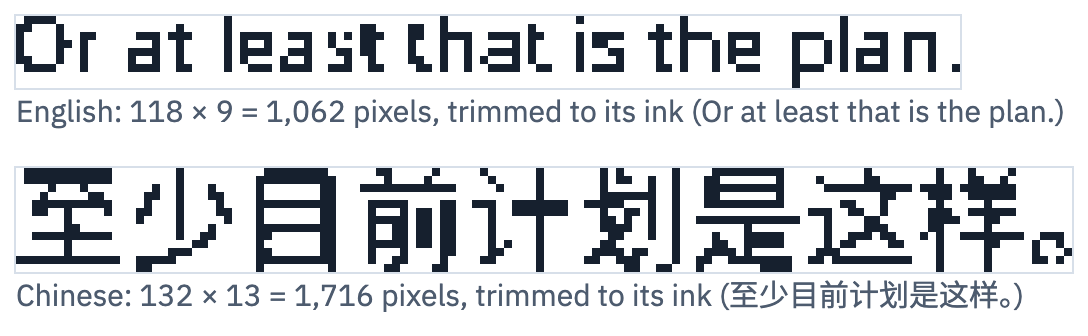 Or at least that is the plan.
English: 118 × 9 = 1,062 pixels, trimmed to its ink (Or at least that is the plan.)
至少目前计划是这样。
Chinese: 132 × 13 = 1,716 pixels, trimmed to its ink (至少目前计划是这样。)